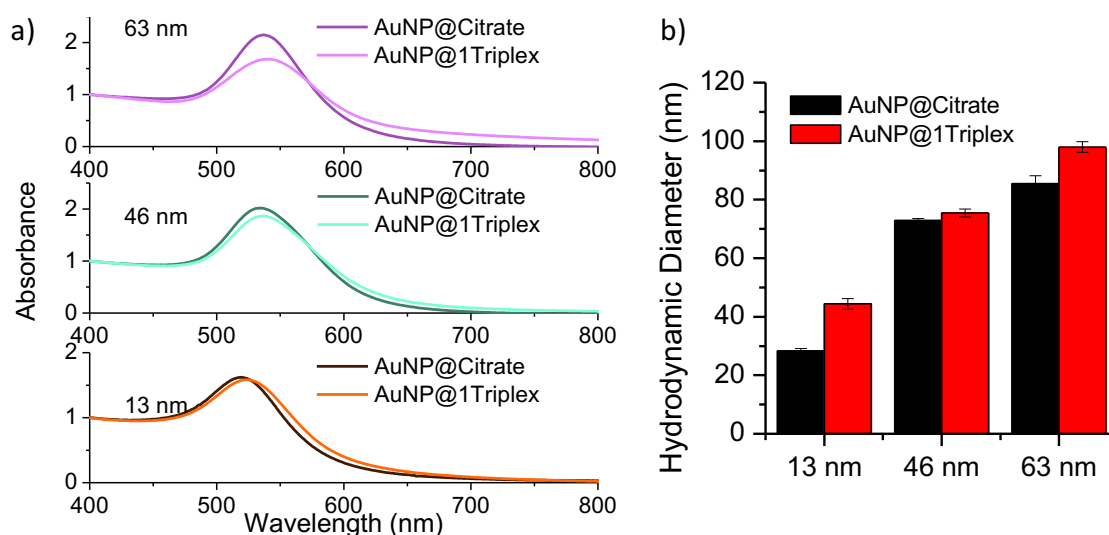 a)
63 nm
AuNP@Citrate
AuNP@1Triplex
2
1
0
400 500 600 700 800
46 nm
AuNP@Citrate
AuNP@1Triplex
2
1
0
400 500 600 700 800
13 nm
AuNP@Citrate
AuNP@1Triplex
2
1
0
400 500 600 700 800
Absorbance
Wavelength (nm)
b)
AuNP@Citrate
AuNP@1Triplex
Hydrodynamic Diameter (nm)
120
100
80
60
40
20
0
13 nm 46 nm 63 nm